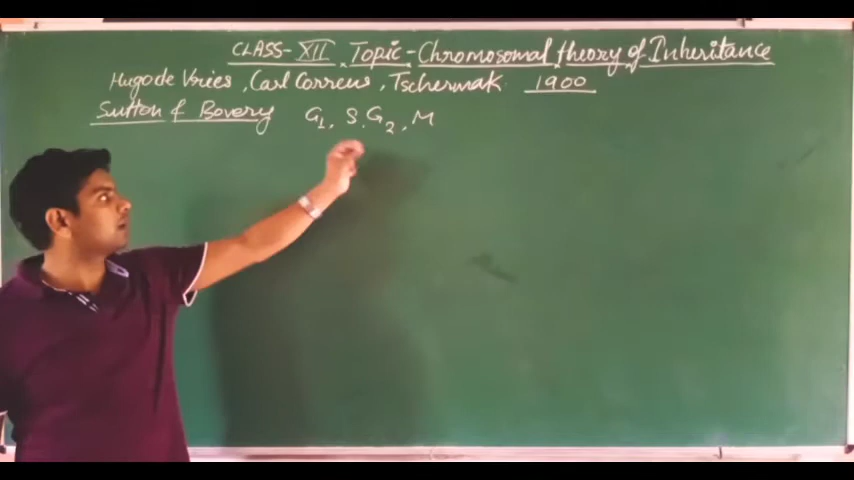 CLASS-XII Topic-Chromosomal theory of Inheritance
Hugo de Vries, Carl Correns, Tschermak 1900
Sutton & Bovery G1, S, G2, M